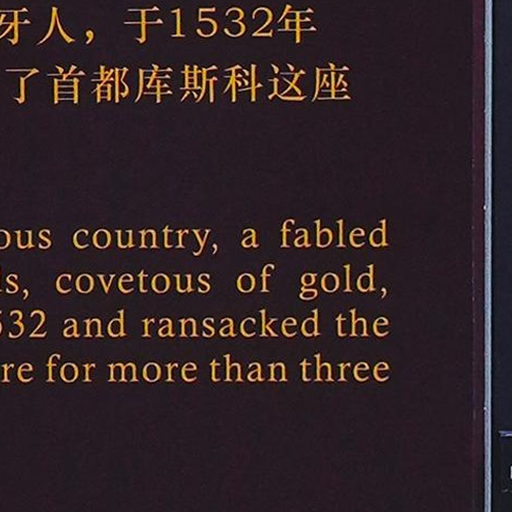 牙人，于1532年
了首都库斯科这座
ous country, a fabled
s, covetous of gold,
532 and ransacked the
re for more than three